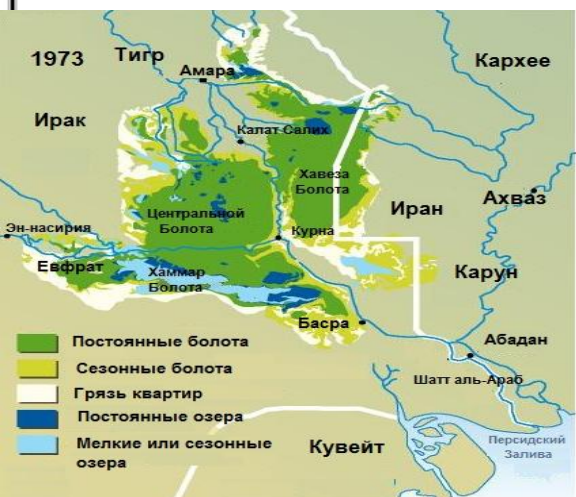 1973
Тигр
Кархее
Амара
Ирак
Калат Салих
Хавеза
Болота
Центральной
Болота
Иран
Ахваз
Эн-насирия
Курна
Евфрат
Хаммар
Болота
Карун
Басра
Абадан
Шатт аль-Араб
Персидский
Залива
Кувейт
Постоянные болота
Сезонные болота
Грязь квартир
Постоянные озера
Мелкие или сезонные
озера